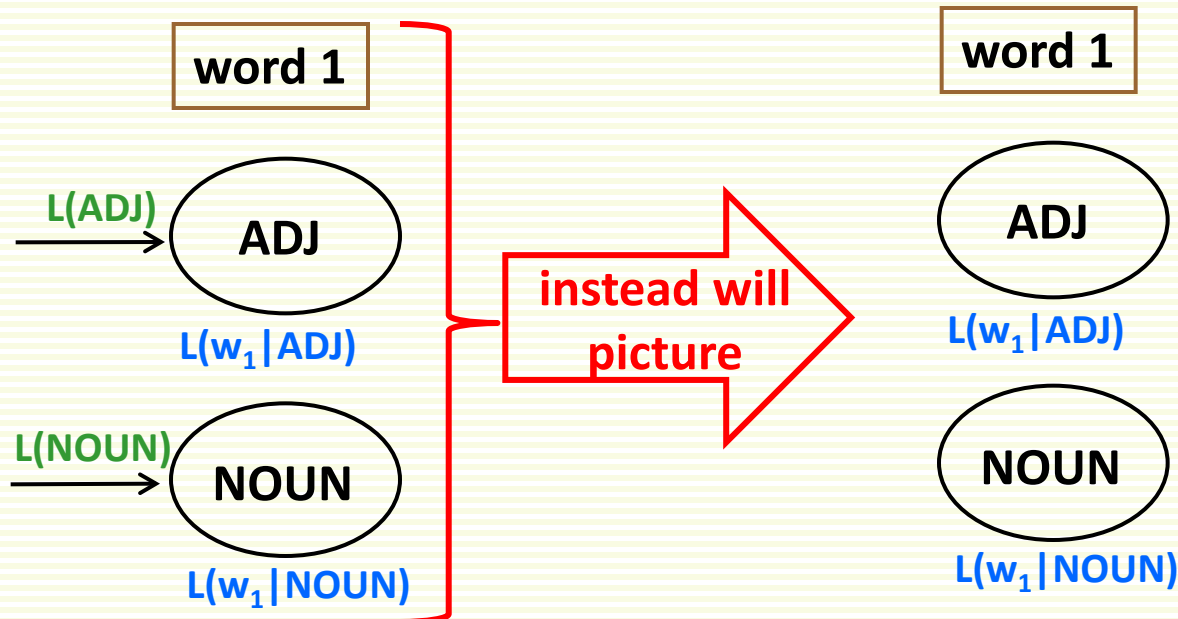 word 1
L(ADJ)
ADJ
L(w₁|ADJ)
L(NOUN)
NOUN
L(w₁|NOUN)
instead will
picture
word 1
ADJ
L(w₁|ADJ)
NOUN
L(w₁|NOUN)